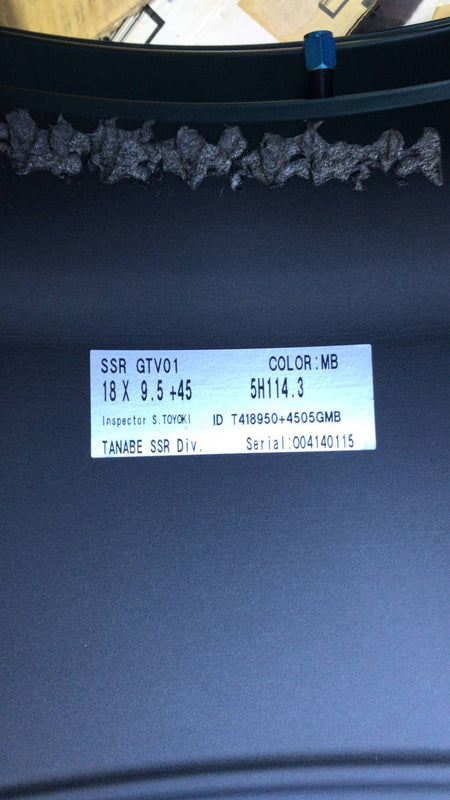 SSR GTV01 COLOR:MB
18 X 9.5 +45 5H114.3
Inspector S.TOYOKI ID T418950+4505GMB
TANABE SSR Div. Serial:004140115